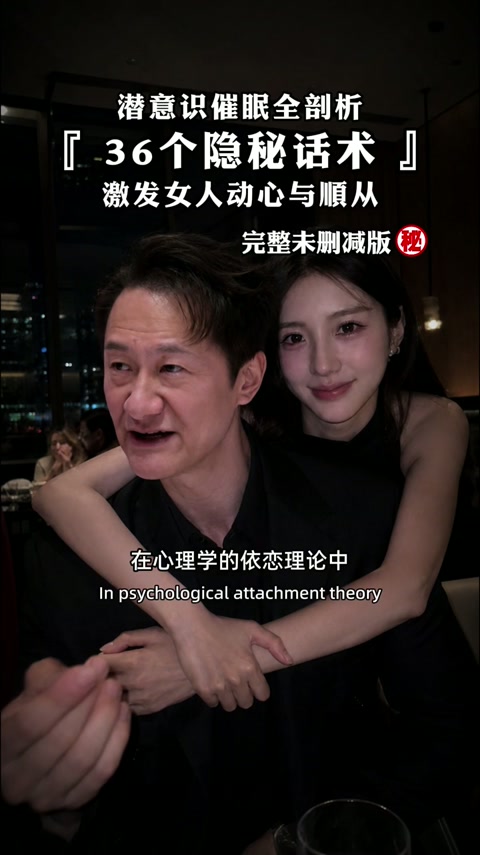 潜意识催眠全剖析
『 36个隐秘话术 』
激发女人动心与順从
完整未删减版 秘
在心理学的依恋理论中
In psychological attachment theory